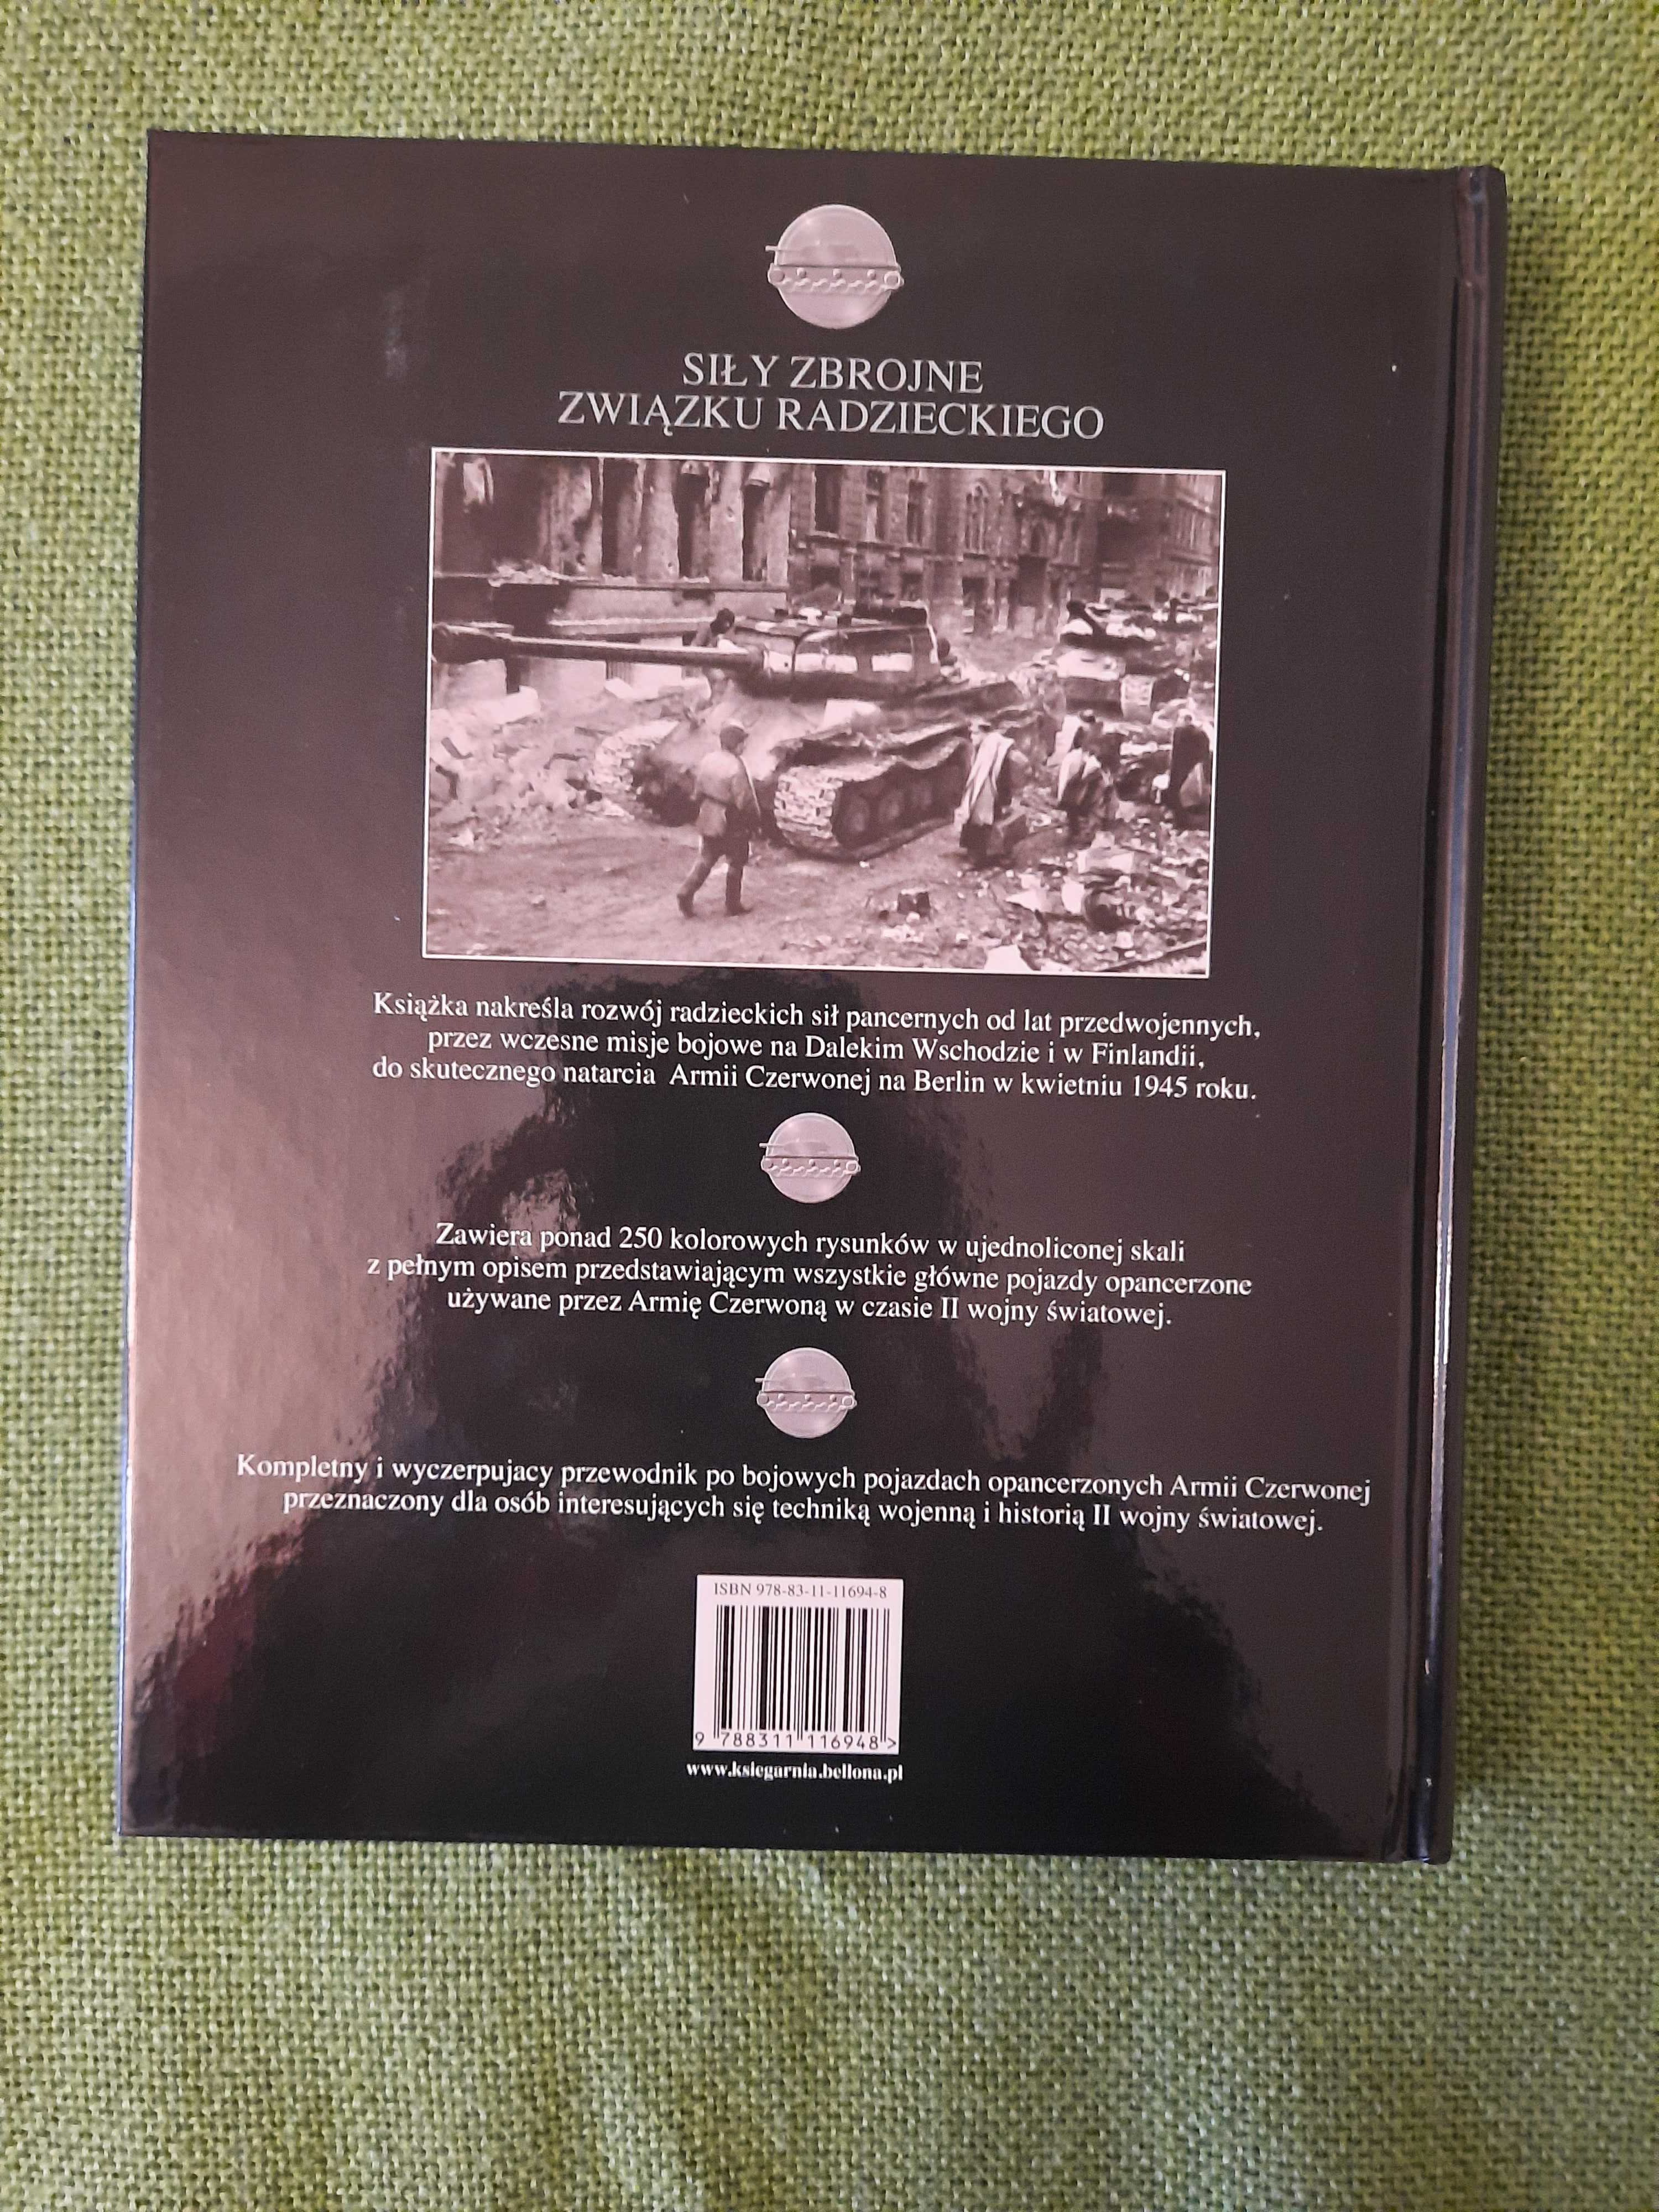 SIŁY ZBROJNE
ZWIĄZKU RADZIECKIEGO
Książka nakreśla rozwój radzieckich sił pancernych od lat przedwojennych,
przez wczesne misje bojowe na Dalekim Wschodzie i w Finlandii,
do skutecznego natarcia Armii Czerwonej na Berlin w kwietniu 1945 roku.
Zawiera ponad 250 kolorowych rysunków w ujednoliconej skali
z pełnym opisem przedstawiającym wszystkie główne pojazdy opancerzone
używane przez Armię Czerwoną w czasie II wojny światowej.
Kompletny i wyczerpujacy przewodnik po bojowych pojazdach opancerzonych Armii Czerwonej
przeznaczony dla osób interesujących się techniką wojenną i historią II wojny światowej.
ISBN 978-83-11-11694-8
9 788311 116948 >
www.ksiegarnia.bellona.pl